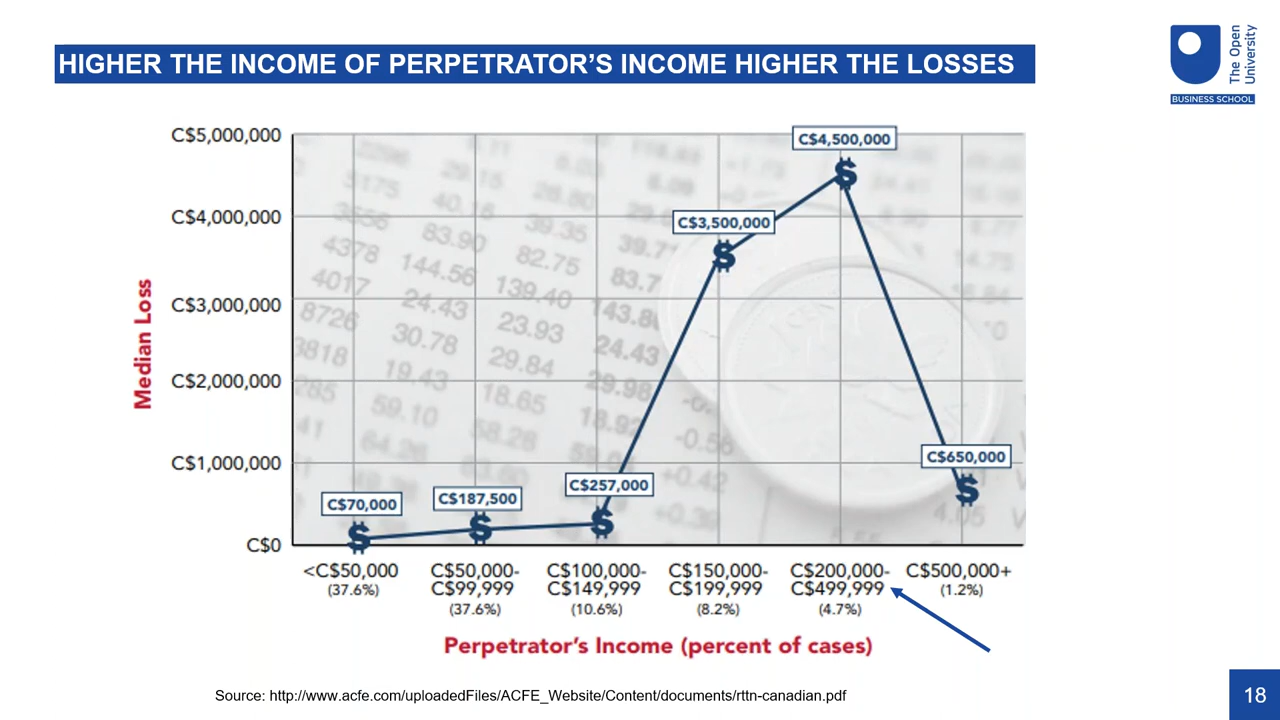 HIGHER THE INCOME OF PERPETRATOR'S INCOME HIGHER THE LOSSES
The Open
University
BUSINESS SCHOOL
Median Loss
C$5,000,000
C$4,000,000
C$3,000,000
C$2,000,000
C$1,000,000
C$0
C$70,000
C$187,500
C$257,000
C$3,500,000
C$4,500,000
C$650,000
<C$50,000
(37.6%)
C$50,000-
C$99,999
(37.6%)
C$100,000-
C$149,999
(10.6%)
C$150,000-
C$199,999
(8.2%)
C$200,000-
C$499,999
(4.7%)
C$500,000+
(1.2%)
Perpetrator's Income (percent of cases)
Source: http://www.acfe.com/uploadedFiles/ACFE_Website/Content/documents/rttn-canadian.pdf
18